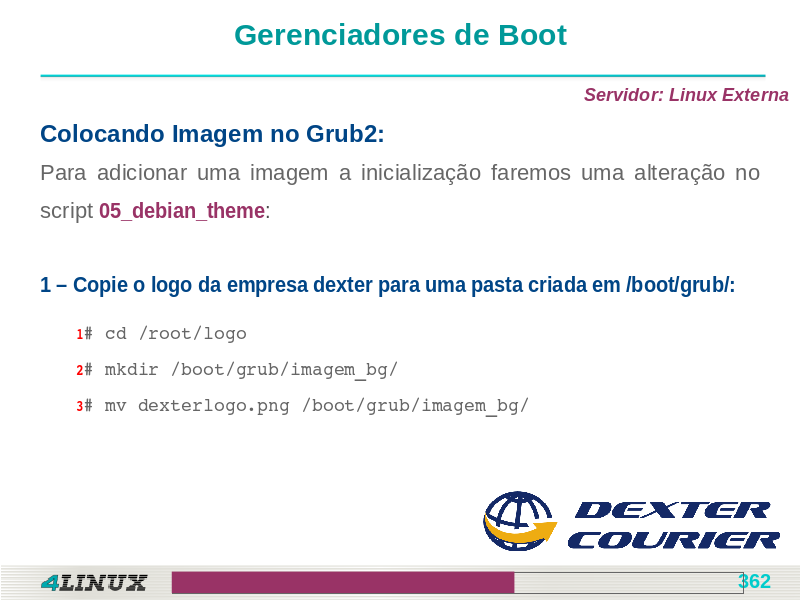 Gerenciadores de Boot
Servidor: Linux Externa
Colocando Imagem no Grub2:
Para adicionar uma imagem a inicialização faremos uma alteração no
script 05_debian_theme:
1 – Copie o logo da empresa dexter para uma pasta criada em /boot/grub/:
1# cd /root/logo
2# mkdir /boot/grub/imagem_bg/
3# mv dexterlogo.png /boot/grub/imagem_bg/
DEXTER
COURIER
4LINUX
362